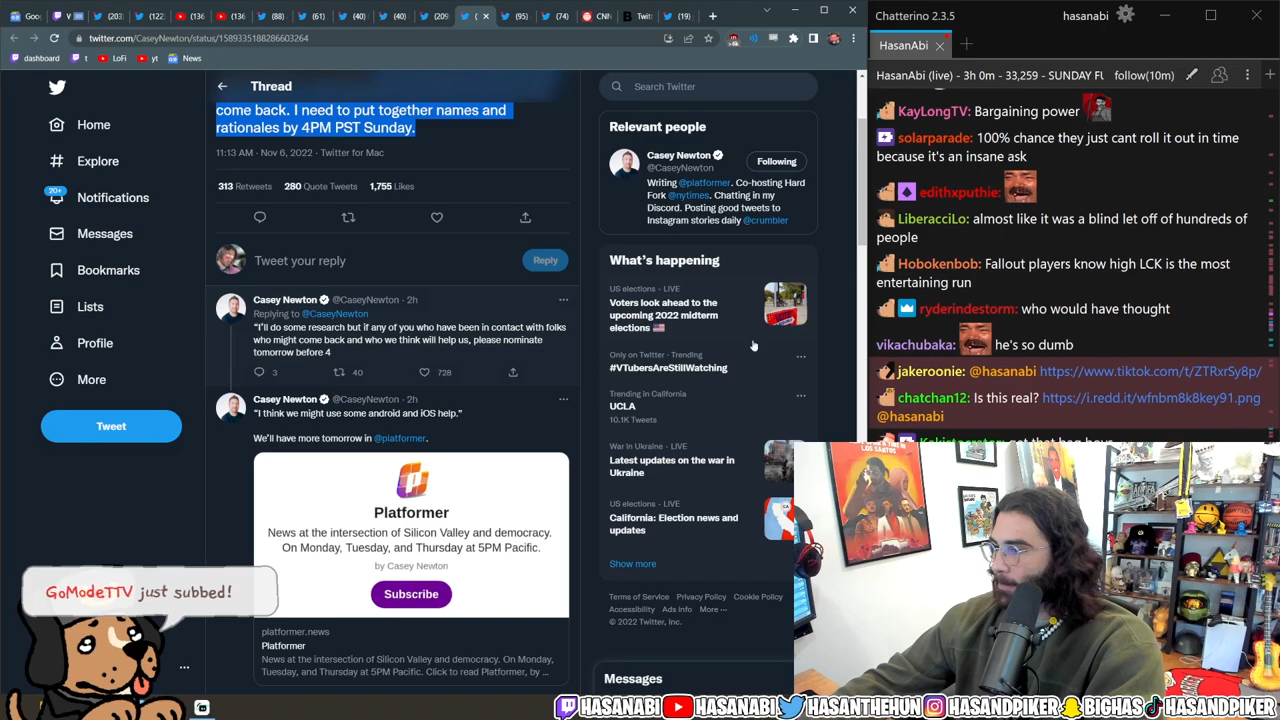 Goo
V
(203)
(122)
(136
(136
(88)
(61)
(40)
(40)
(209
(
(95)
(74)
CNN
Twitt
(19)
twitter.com/CaseyNewton/status/1589335188286603264
dashboard
t
LoFi
yt
News
Thread
come back. I need to put together names and
rationales by 4PM PST Sunday.
11:13 AM · Nov 6, 2022 · Twitter for Mac
313 Retweets 280 Quote Tweets 1,755 Likes
Tweet your reply
Reply
Home
Explore
20+
Notifications
Messages
Bookmarks
Lists
Profile
More
Tweet
Casey Newton @CaseyNewton · 2h
Replying to @CaseyNewton
“I'll do some research but if any of you who have been in contact with folks
who might come back and who we think will help us, please nominate
tomorrow before 4
3 40 728
Casey Newton @CaseyNewton · 2h
“I think we might use some android and iOS help.”
We'll have more tomorrow in @platformer.
Platformer
News at the intersection of Silicon Valley and democracy.
On Monday, Tuesday, and Thursday at 5PM Pacific.
by Casey Newton
Subscribe
platformer.news
Platformer
News at the intersection of Silicon Valley and democracy. On Monday,
Tuesday, and Thursday at 5PM Pacific. Click to read Platformer, by ...
GoModeTTV just subbed!
Search Twitter
Relevant people
Casey Newton
@CaseyNewton
Following
Writing @platformer. Co-hosting Hard
Fork @nytimes. Chatting in my
Discord. Posting good tweets to
Instagram stories daily @crumbler
What's happening
US elections · LIVE
Voters look ahead to the
upcoming 2022 midterm
elections
Only on Twitter · Trending
#VTubersAreStillWatching
Trending in California
UCLA
10.1K Tweets
War in Ukraine · LIVE
Latest updates on the war in
Ukraine
US elections · LIVE
California: Election news and
updates
Show more
Terms of Service Privacy Policy Cookie Policy
Accessibility Ads info More ···
© 2022 Twitter, Inc.
Messages
Chatterino 2.3.5
hasanabi
HasanAbi
HasanAbi (live) - 3h 0m - 33,259 - SUNDAY FU
follow(10m)
KayLongTV: Bargaining power
solarparade: 100% chance they just cant roll it out in time
because it's an insane ask
edithxputhie:
LiberacciLo: almost like it was a blind let off of hundreds of
people
Hobokenbob: Fallout players know high LCK is the most
entertaining run
ryderindestorm: who would have thought
vikachubaka: he's so dumb
jakeroonie: @hasanabi https://www.tiktok.com/t/ZTRxrSy8p/
chatchan12: Is this real? https://i.redd.it/wfnbm8k8key91.png
@hasanabi
HASANABI
HASANABI
HASANTHEHUN
HASANDPIKER
BIGHAS
HASANDPIKER